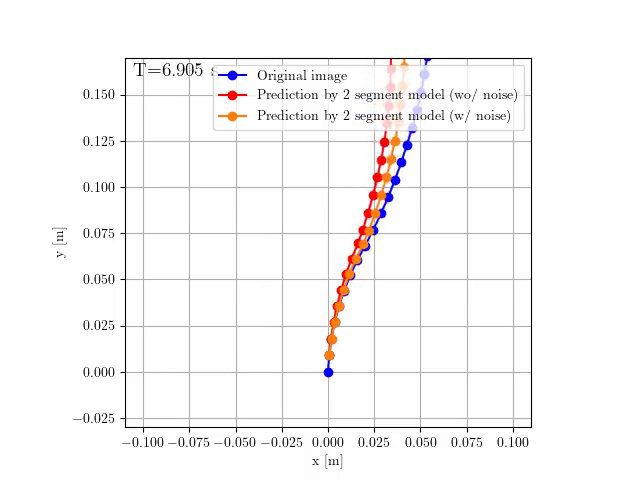 T=6.905 s
Original image
Prediction by 2 segment model (wo/ noise)
Prediction by 2 segment model (w/ noise)
0.150
0.125
0.100
0.075
0.050
0.025
0.000
−0.025
y [m]
−0.100 −0.075 −0.050 −0.025 0.000 0.025 0.050 0.075 0.100
x [m]